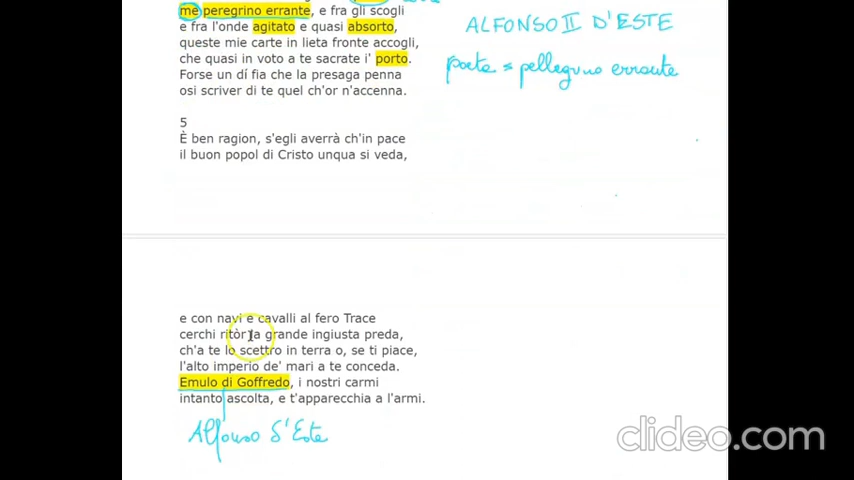 me peregrino errante, e fra gli scogli
ALFONSO II D'ESTE
e fra l'onde agitato e quasi absorto,
queste mie carte in lieta fronte accogli,
che quasi in voto a te sacrate i' porto.
poeta = pellegrino errante
Forse un dí fia che la presaga penna
osi scriver di te quel ch'or n'accenna.
5
È ben ragion, s'egli averrà ch'in pace
il buon popol di Cristo unqua si veda,
e con navi e cavalli al fero Trace
cerchi ritòr la grande ingiusta preda,
ch'a te lo scettro in terra o, se ti piace,
l'alto imperio de' mari a te conceda.
Emulo di Goffredo, i nostri carmi
intanto ascolta, e t'apparecchia a l'armi.
Alfonso d'Este
clideo.com